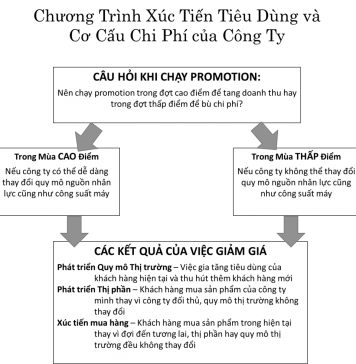 Chương Trình Xúc Tiến Tiêu Dùng và
Cơ Cấu Chi Phí của Công Ty
CÂU HỎI KHI CHẠY PROMOTION:
Nên chạy promotion trong đợt cao điểm để tang doanh thu hay
trong đợt thấp điểm để bù chi phí?
Trong Mùa CAO Điểm
Nếu công ty có thể dễ dàng
thay đổi quy mô nguồn nhân
lực cũng như công suất máy
Trong Mùa THẤP Điểm
Nếu công ty không thể thay đổi
quy mô nguồn nhân lực cũng
như công suất máy
CÁC KẾT QUẢ CỦA VIỆC GIẢM GIÁ
Phát triển Quy mô Thị trường – Việc gia tăng tiêu dùng của
khách hàng hiện tại và thu hút thêm khách hàng mới
Phát triển Thị phần – Khách hàng mua sản phẩm của công ty
mình thay vì công ty đối thủ, quy mô thị trường không
thay đổi
Xúc tiến mua hàng – Khách hàng mua sản phẩm trong hiện tại
thay vì đợi đến tương lai, thị phần hay quy mô thị
trường đều không thay đổi